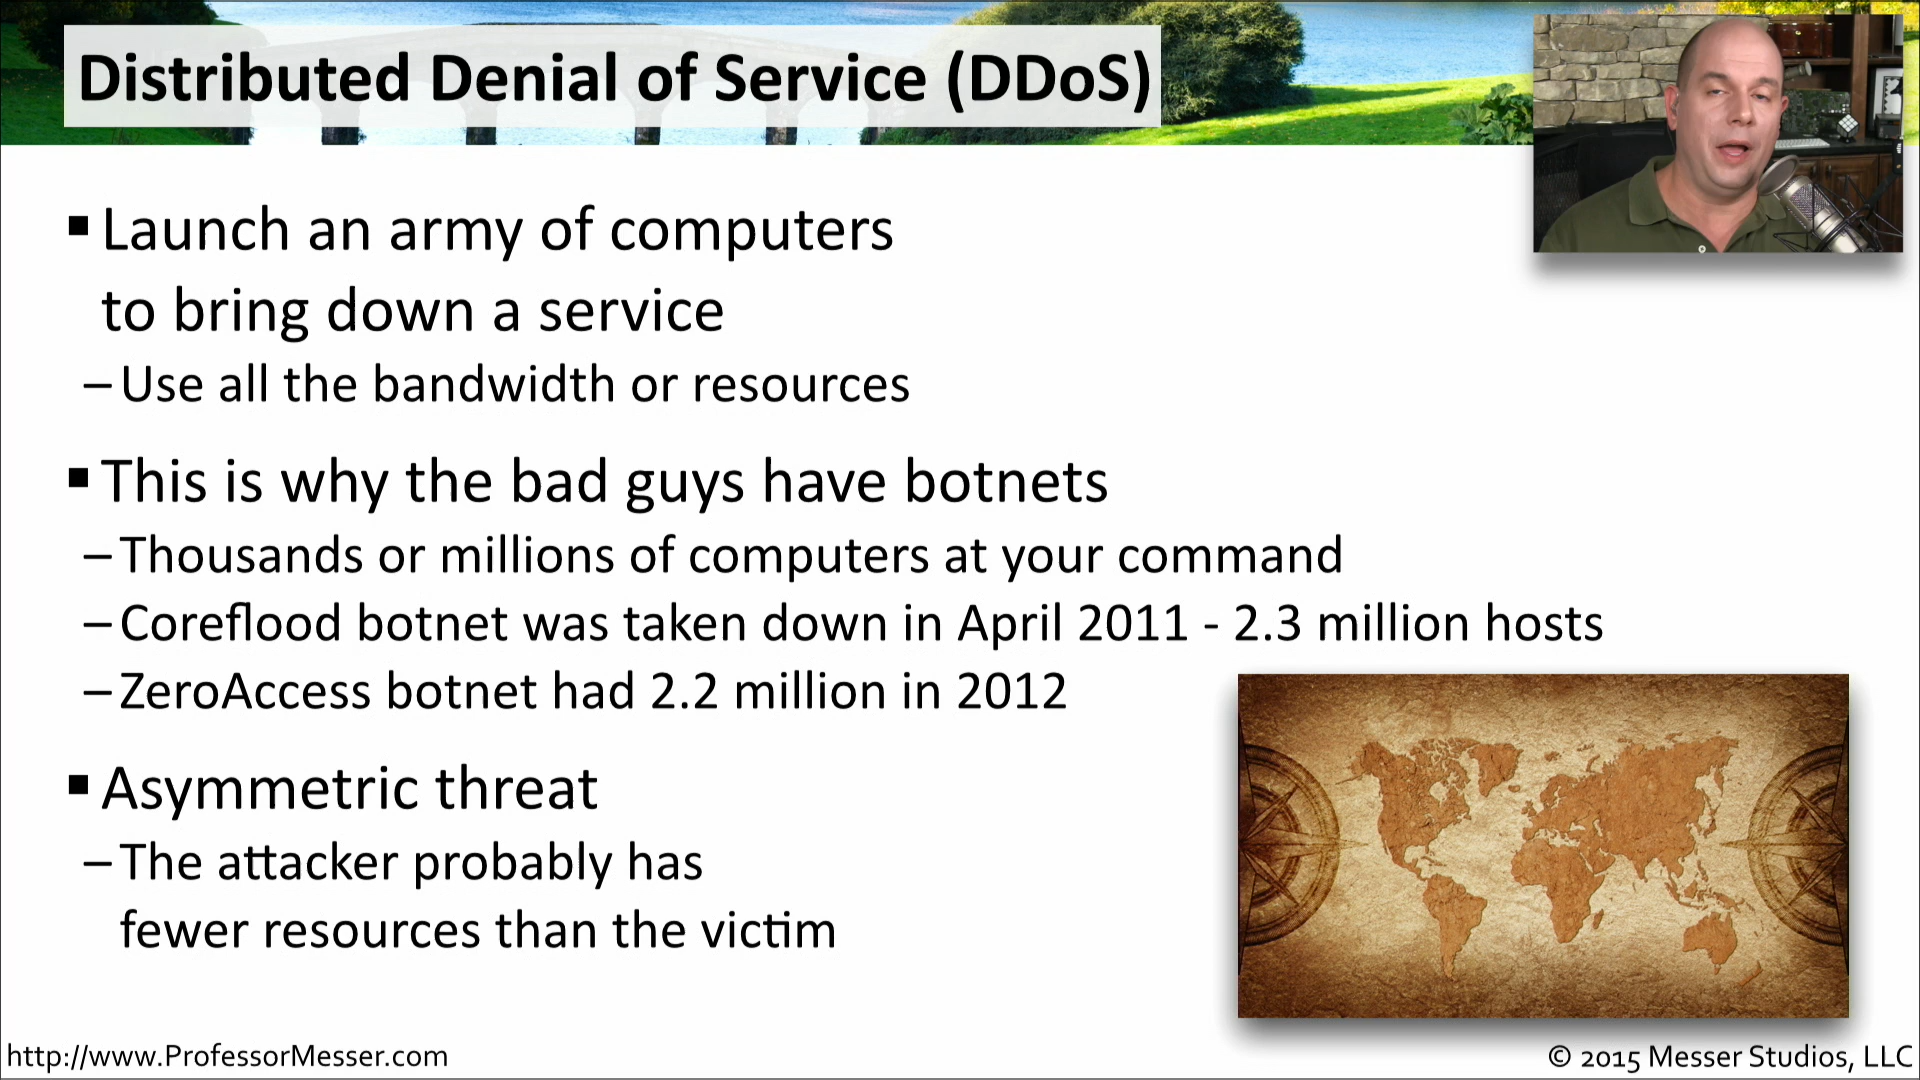 Distributed Denial of Service (DDoS)
▪ Launch an army of computers
to bring down a service
– Use all the bandwidth or resources
▪ This is why the bad guys have botnets
– Thousands or millions of computers at your command
– Coreflood botnet was taken down in April 2011 - 2.3 million hosts
– ZeroAccess botnet had 2.2 million in 2012
▪ Asymmetric threat
– The attacker probably has
fewer resources than the victim
http://www.ProfessorMesser.com
© 2015 Messer Studios, LLC